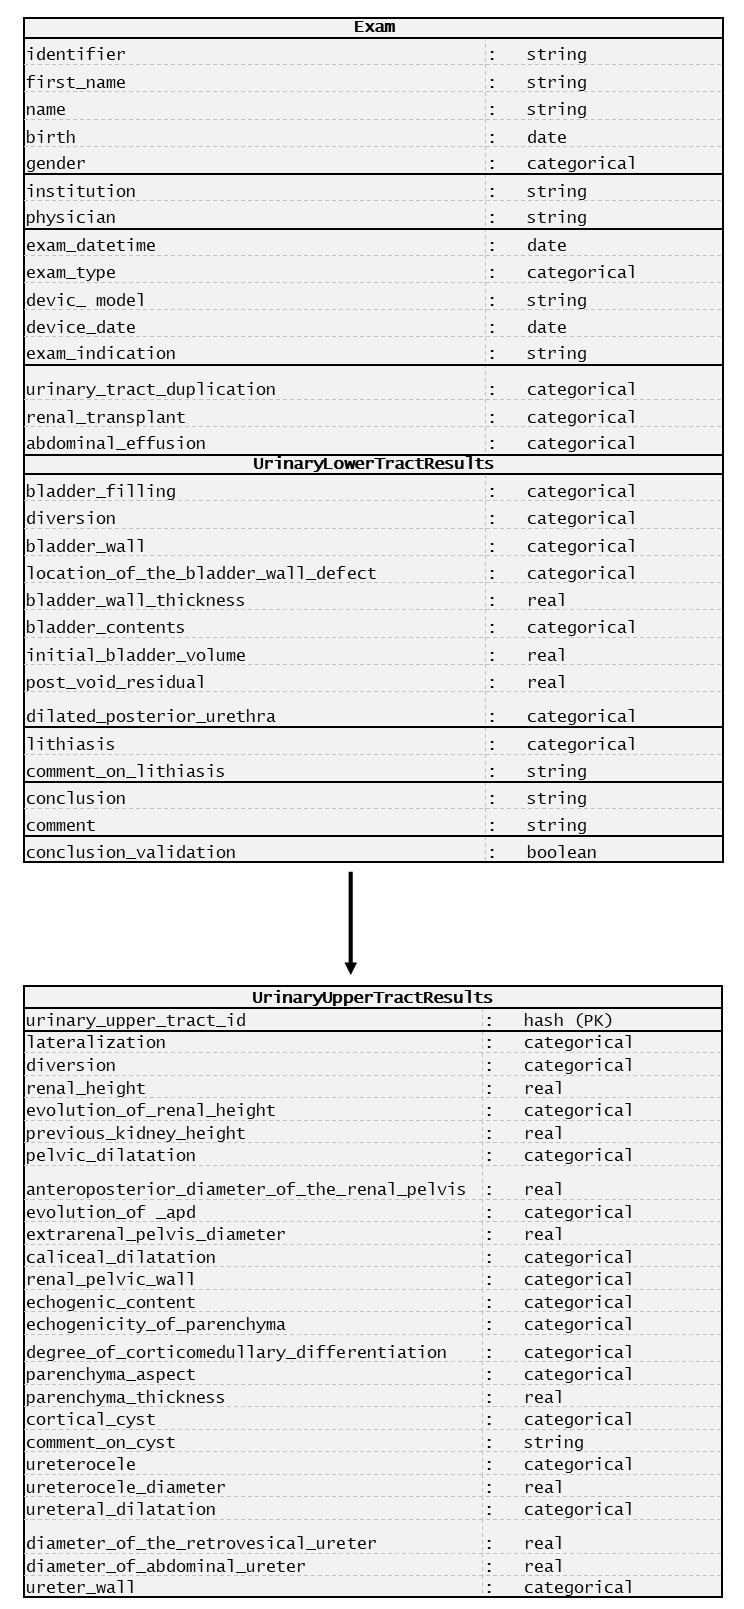 Exam
identifier : string
first_name : string
name : string
birth : date
gender : categorical
institution : string
physician : string
exam_datetime : date
exam_type : categorical
devic_ model : string
device_date : date
exam_indication : string
urinary_tract_duplication : categorical
renal_transplant : categorical
abdominal_effusion : categorical
UrinaryLowerTractResults
bladder_filling : categorical
diversion : categorical
bladder_wall : categorical
location_of_the_bladder_wall_defect : categorical
bladder_wall_thickness : real
bladder_contents : categorical
initial_bladder_volume : real
post_void_residual : real
dilated_posterior_urethra : categorical
lithiasis : categorical
comment_on_lithiasis : string
conclusion : string
comment : string
conclusion_validation : boolean
UrinaryUpperTractResults
urinary_upper_tract_id : hash (PK)
lateralization : categorical
diversion : categorical
renal_height : real
evolution_of_renal_height : categorical
previous_kidney_height : real
pelvic_dilatation : categorical
anteroposterior_diameter_of_the_renal_pelvis : real
evolution_of _apd : categorical
extrarenal_pelvis_diameter : real
caliceal_dilatation : categorical
renal_pelvic_wall : categorical
echogenic_content : categorical
echogenicity_of_parenchyma : categorical
degree_of_corticomedullary_differentiation : categorical
parenchyma_aspect : categorical
parenchyma_thickness : real
cortical_cyst : categorical
comment_on_cyst : string
ureterocele : categorical
ureterocele_diameter : real
ureteral_dilatation : categorical
diameter_of_the_retrovesical_ureter : real
diameter_of_abdominal_ureter : real
ureter_wall : categorical